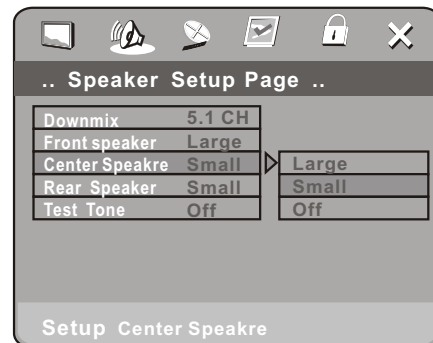 .. Speaker Setup Page ..
Downmix 5.1 CH
Front speaker Large
Center Speakre Small Large
Rear Speaker Small Small
Test Tone Off Off
Setup Center Speakre